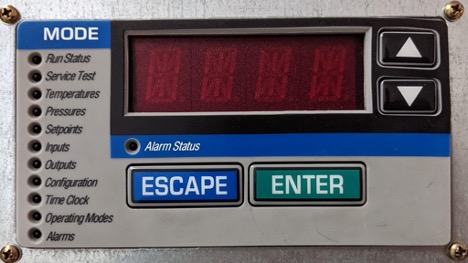 MODE
Run Status
Service Test
Temperatures
Pressures
Setpoints
Inputs
Outputs
Configuration
Time Clock
Operating Modes
Alarms
Alarm Status
ESCAPE
ENTER